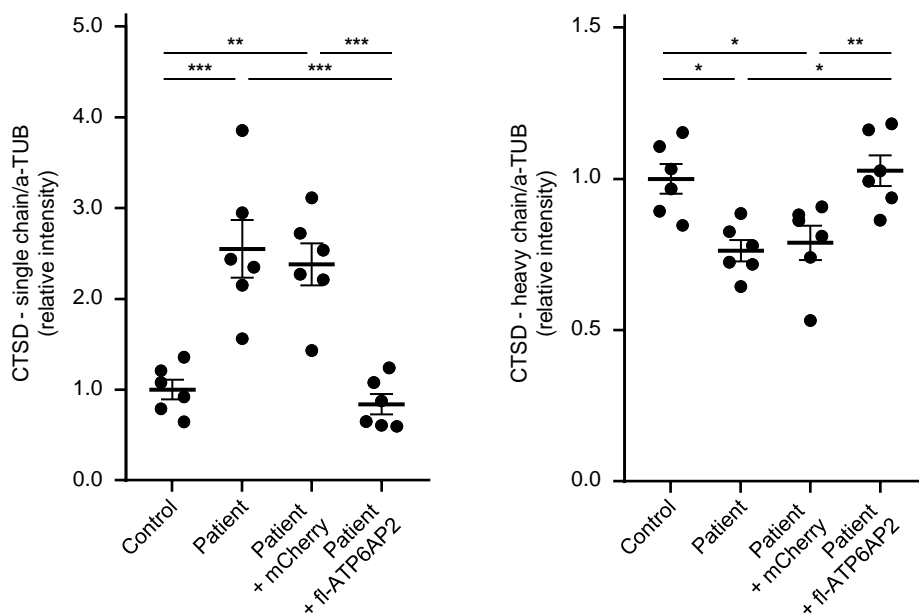 5.0
4.0
3.0
2.0
1.0
0.0
CTSD - single chain/a-TUB
(relative intensity)
** ***
*** ***
Control
Patient
Patient
+ mCherry
Patient
+ fl-ATP6AP2
1.5
1.0
0.5
0.0
CTSD - heavy chain/a-TUB
(relative intensity)
* **
* *
Control
Patient
Patient
+ mCherry
Patient
+ fl-ATP6AP2